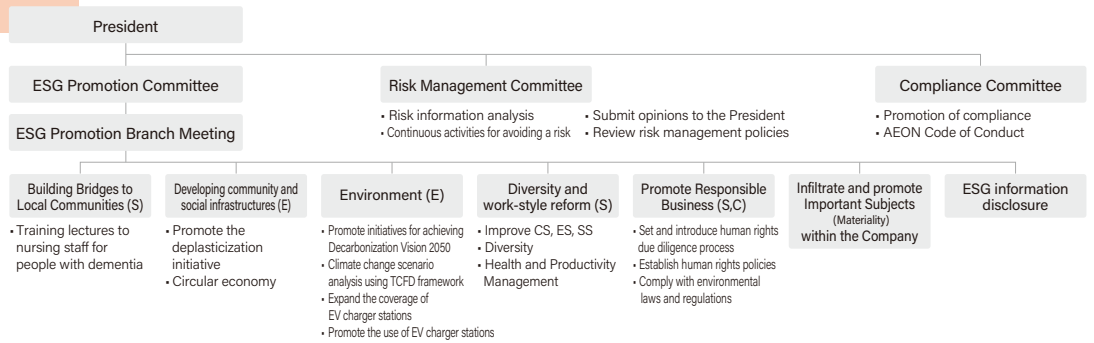 President
ESG Promotion Committee
Risk Management Committee
▪ Risk information analysis
▪ Continuous activities for avoiding a risk
▪ Submit opinions to the President
▪ Review risk management policies
Compliance Committee
▪ Promotion of compliance
▪ AEON Code of Conduct
ESG Promotion Branch Meeting
Building Bridges to
Local Communities (S)
▪ Training lectures to
nursing staff for
people with dementia
Developing community and
social infrastructures (E)
▪ Promote the
deplasticization
initiative
▪ Circular economy
Environment (E)
▪ Promote initiatives for achieving
Decarbonization Vision 2050
▪ Climate change scenario
analysis using TCFD framework
▪ Expand the coverage of
EV charger stations
▪ Promote the use of EV charger stations
Diversity and
work-style reform (S)
▪ Improve CS, ES, SS
▪ Diversity
▪ Health and Productivity
Management
Promote Responsible
Business (S,C)
▪ Set and introduce human rights
due diligence process
▪ Establish human rights policies
▪ Comply with environmental
laws and regulations
Infiltrate and promote
Important Subjects
(Materiality)
within the Company
ESG information
disclosure